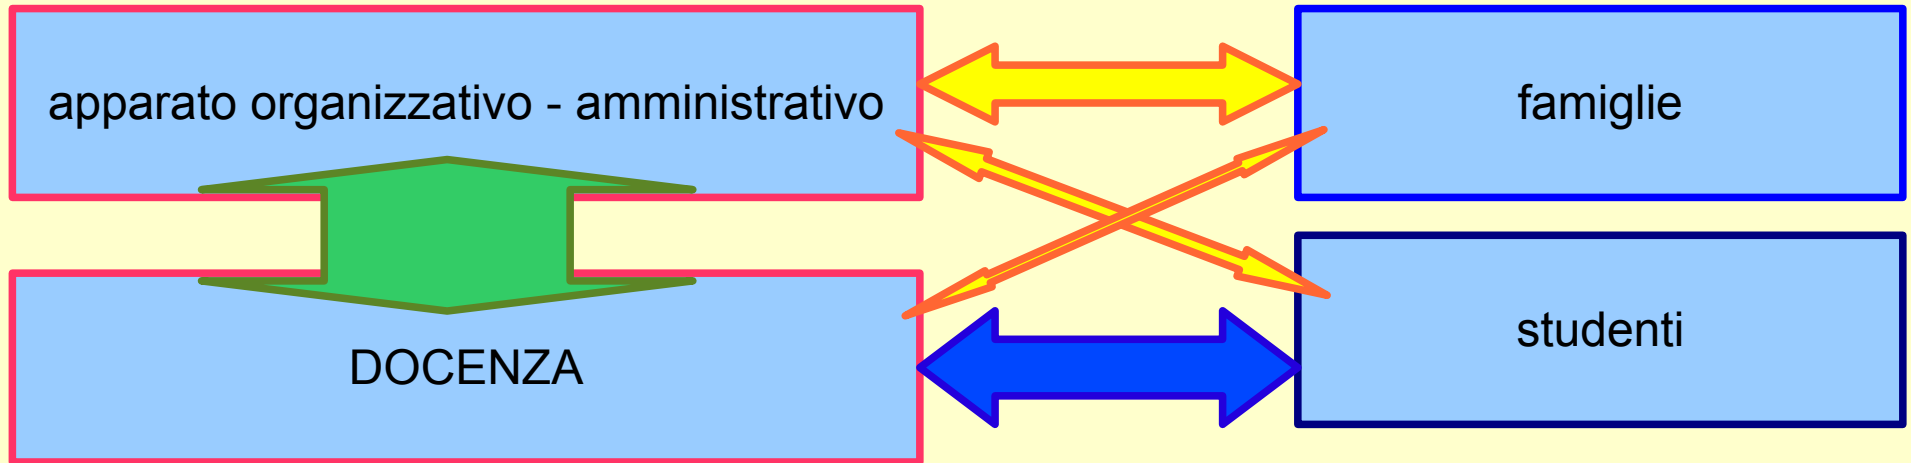 apparato organizzativo - amministrativo
famiglie
DOCENZA
studenti